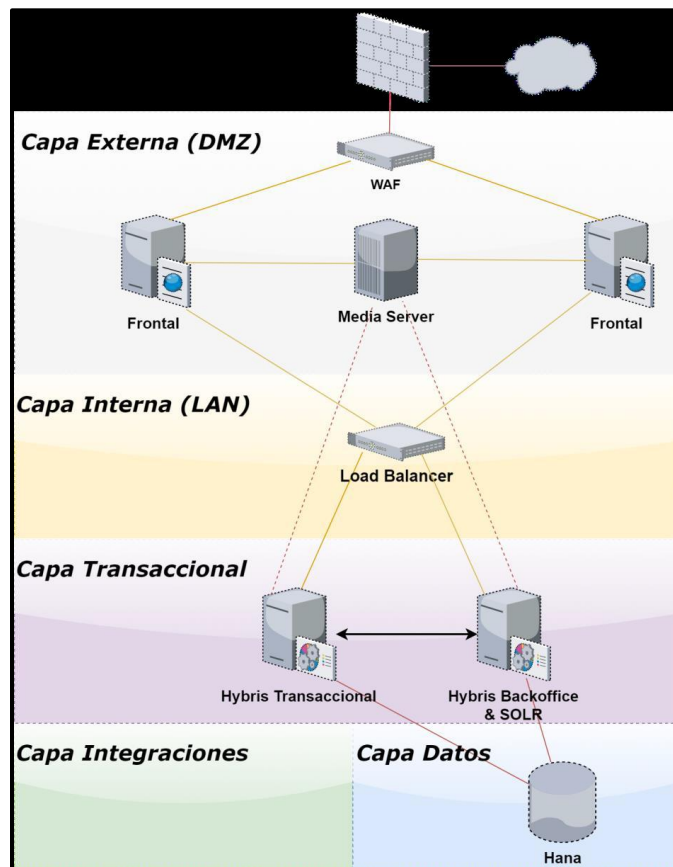 Capa Externa (DMZ)
WAF
Frontal
Media Server
Frontal
Capa Interna (LAN)
Load Balancer
Capa Transaccional
Hybris Transaccional
Hybris Backoffice
& SOLR
Capa Integraciones
Capa Datos
Hana